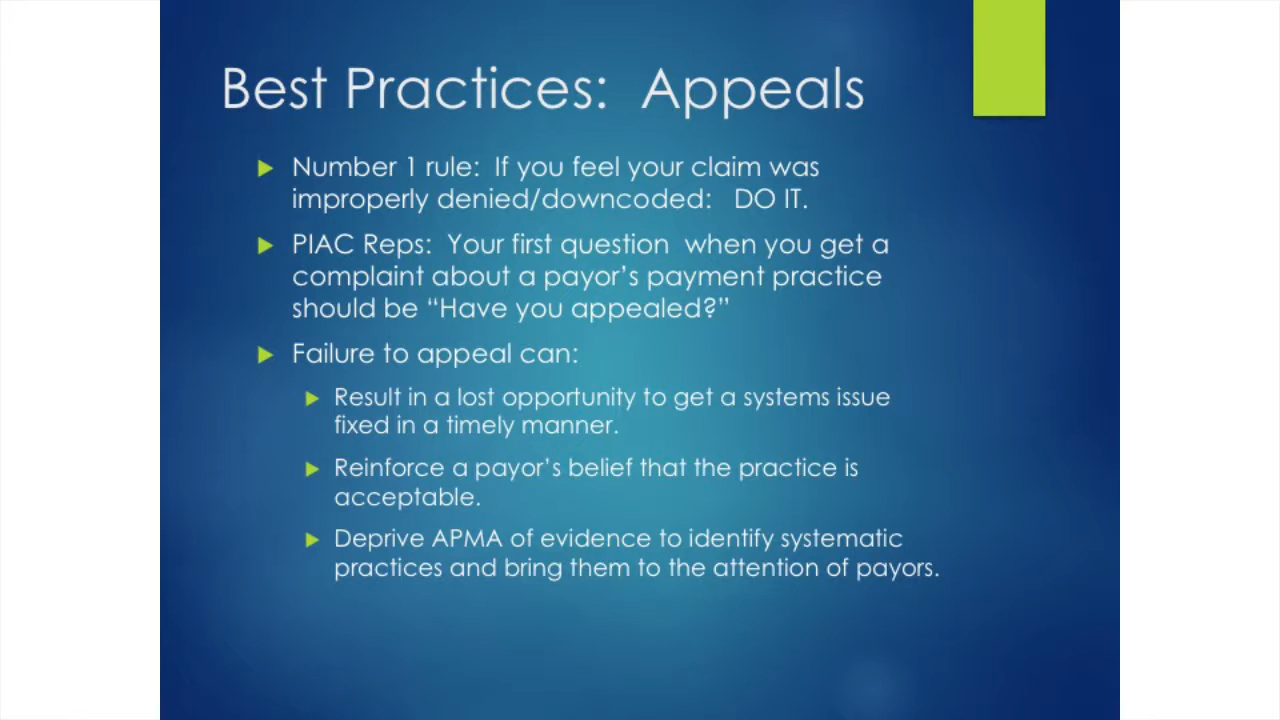 Best Practices:  Appeals
Number 1 rule:  If you feel your claim was
improperly denied/downcoded:   DO IT.
PIAC Reps:  Your first question  when you get a
complaint about a payor’s payment practice
should be “Have you appealed?”
Failure to appeal can:
Result in a lost opportunity to get a systems issue
fixed in a timely manner.
Reinforce a payor’s belief that the practice is
acceptable.
Deprive APMA of evidence to identify systematic
practices and bring them to the attention of payors.